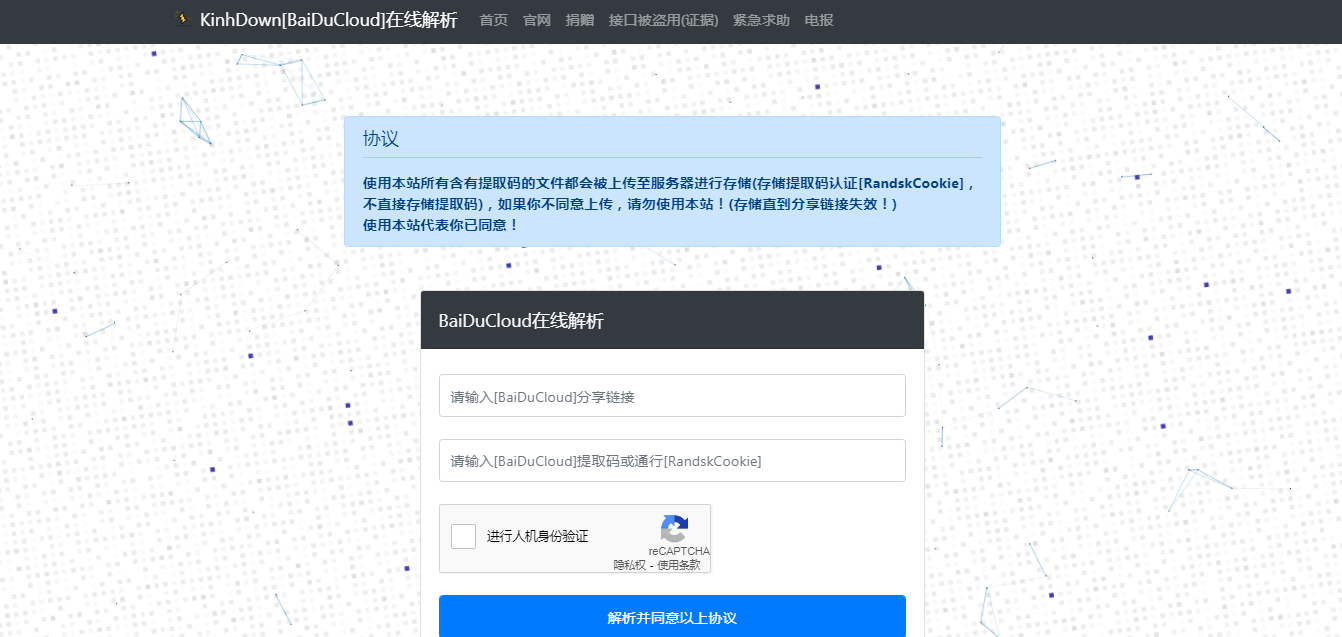 KinhDown[BaiDuCloud]在线解析 首页 官网 捐赠 接口被盗用(证据) 紧急求助 电报
协议
使用本站所有含有提取码的文件都会被上传至服务器进行存储(存储提取码认证[RandskCookie]，
不直接存储提取码)，如果你不同意上传，请勿使用本站！(存储直到分享链接失效！)
使用本站代表你已同意！
BaiDuCloud在线解析
请输入[BaiDuCloud]分享链接
请输入[BaiDuCloud]提取码或通行[RandskCookie]
进行人机身份验证
reCAPTCHA
隐私权 - 使用条款
解析并同意以上协议